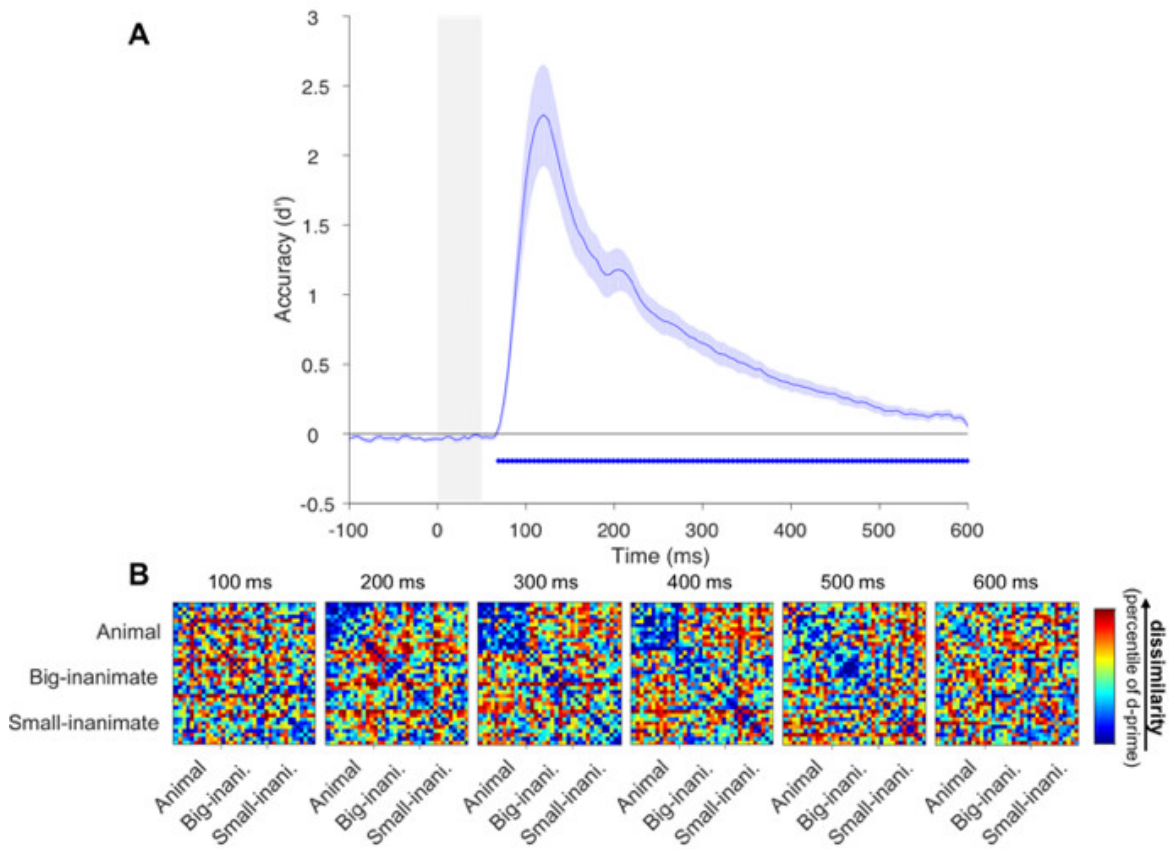 A
3
2.5
2
1.5
1
0.5
0
-0.5
Accuracy (d')
-100 0 100 200 300 400 500 600
Time (ms)
B
100 ms 200 ms 300 ms 400 ms 500 ms 600 ms
Animal
Big-inanimate
Small-inanimate
Animal Big-inani. Small-inani. Animal Big-inani. Small-inani. Animal Big-inani. Small-inani. Animal Big-inani. Small-inani. Animal Big-inani. Small-inani. Animal Big-inani. Small-inani.
dissimilarity
(percentile of d-prime)